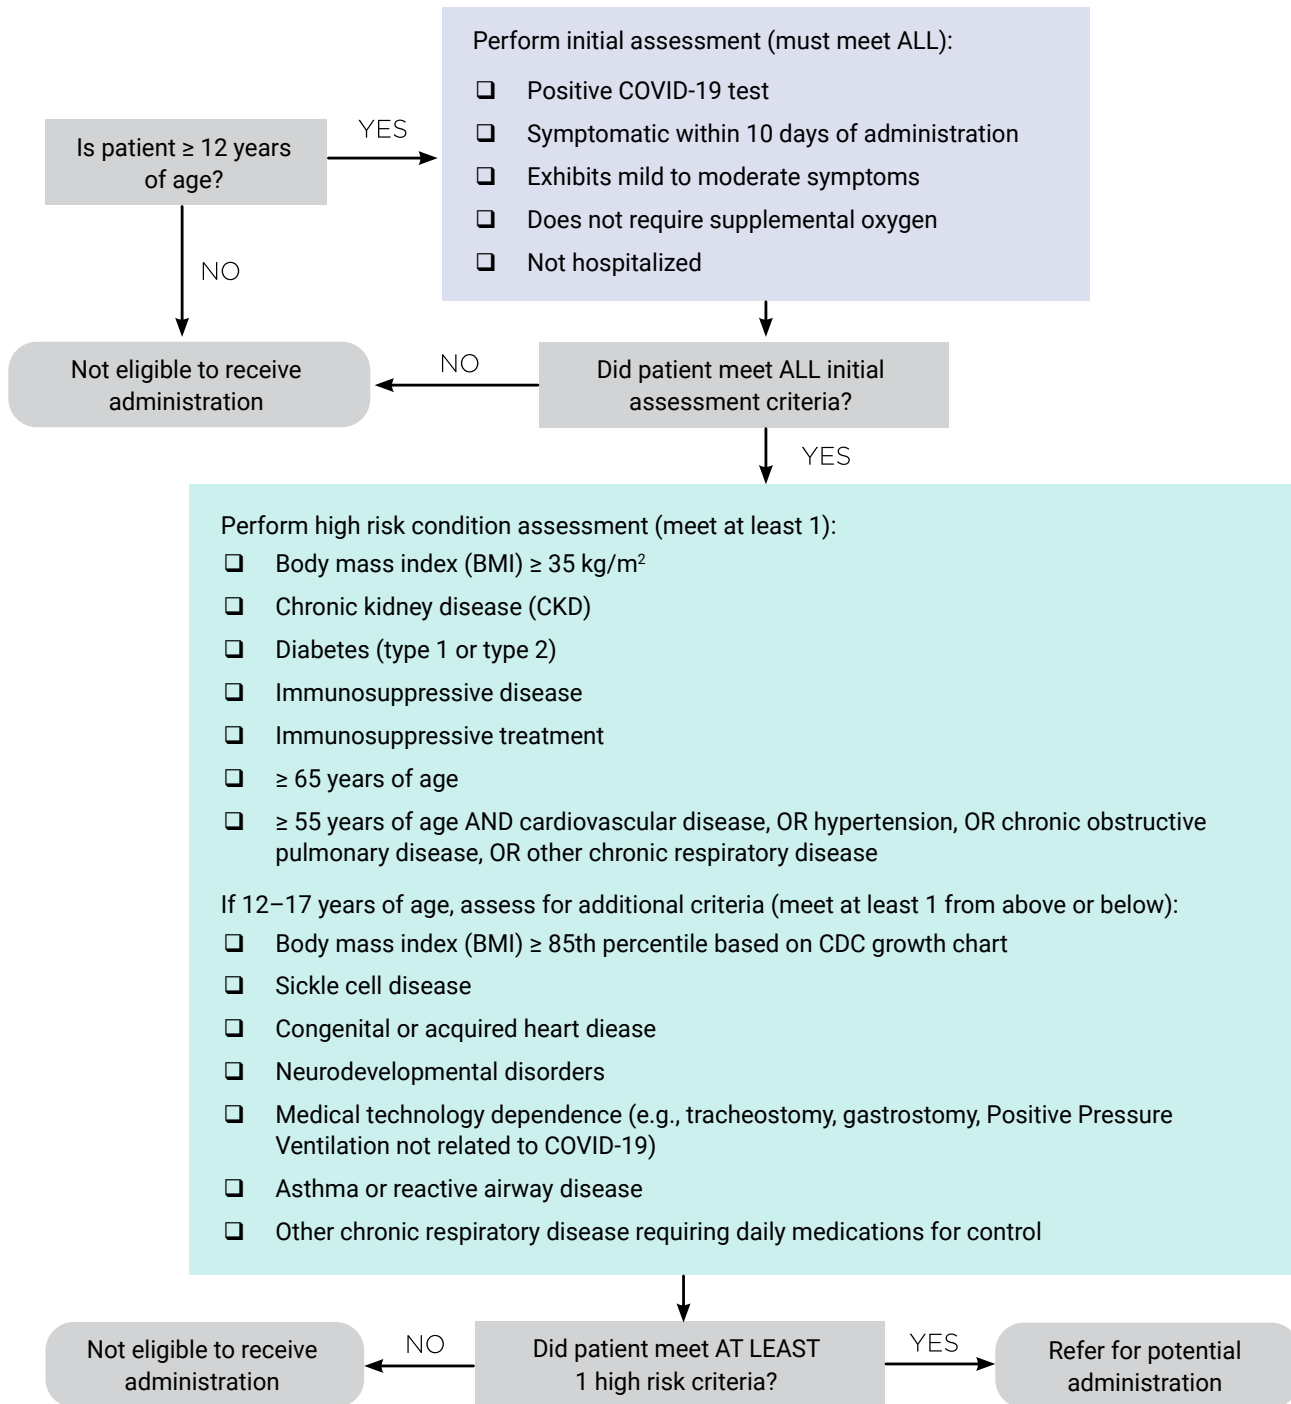 Perform initial assessment (must meet ALL):
❑ Positive COVID-19 test
❑ Symptomatic within 10 days of administration
❑ Exhibits mild to moderate symptoms
❑ Does not require supplemental oxygen
❑ Not hospitalized
Is patient ≥ 12 years
of age?
YES
NO
Not eligible to receive
administration
NO
Did patient meet ALL initial
assessment criteria?
YES
Perform high risk condition assessment (meet at least 1):
❑ Body mass index (BMI) ≥ 35 kg/m²
❑ Chronic kidney disease (CKD)
❑ Diabetes (type 1 or type 2)
❑ Immunosuppressive disease
❑ Immunosuppressive treatment
❑ ≥ 65 years of age
❑ ≥ 55 years of age AND cardiovascular disease, OR hypertension, OR chronic obstructive
pulmonary disease, OR other chronic respiratory disease
If 12–17 years of age, assess for additional criteria (meet at least 1 from above or below):
❑ Body mass index (BMI) ≥ 85th percentile based on CDC growth chart
❑ Sickle cell disease
❑ Congenital or acquired heart diease
❑ Neurodevelopmental disorders
❑ Medical technology dependence (e.g., tracheostomy, gastrostomy, Positive Pressure
Ventilation not related to COVID-19)
❑ Asthma or reactive airway disease
❑ Other chronic respiratory disease requiring daily medications for control
Not eligible to receive
administration
NO
Did patient meet AT LEAST
1 high risk criteria?
YES
Refer for potential
administration